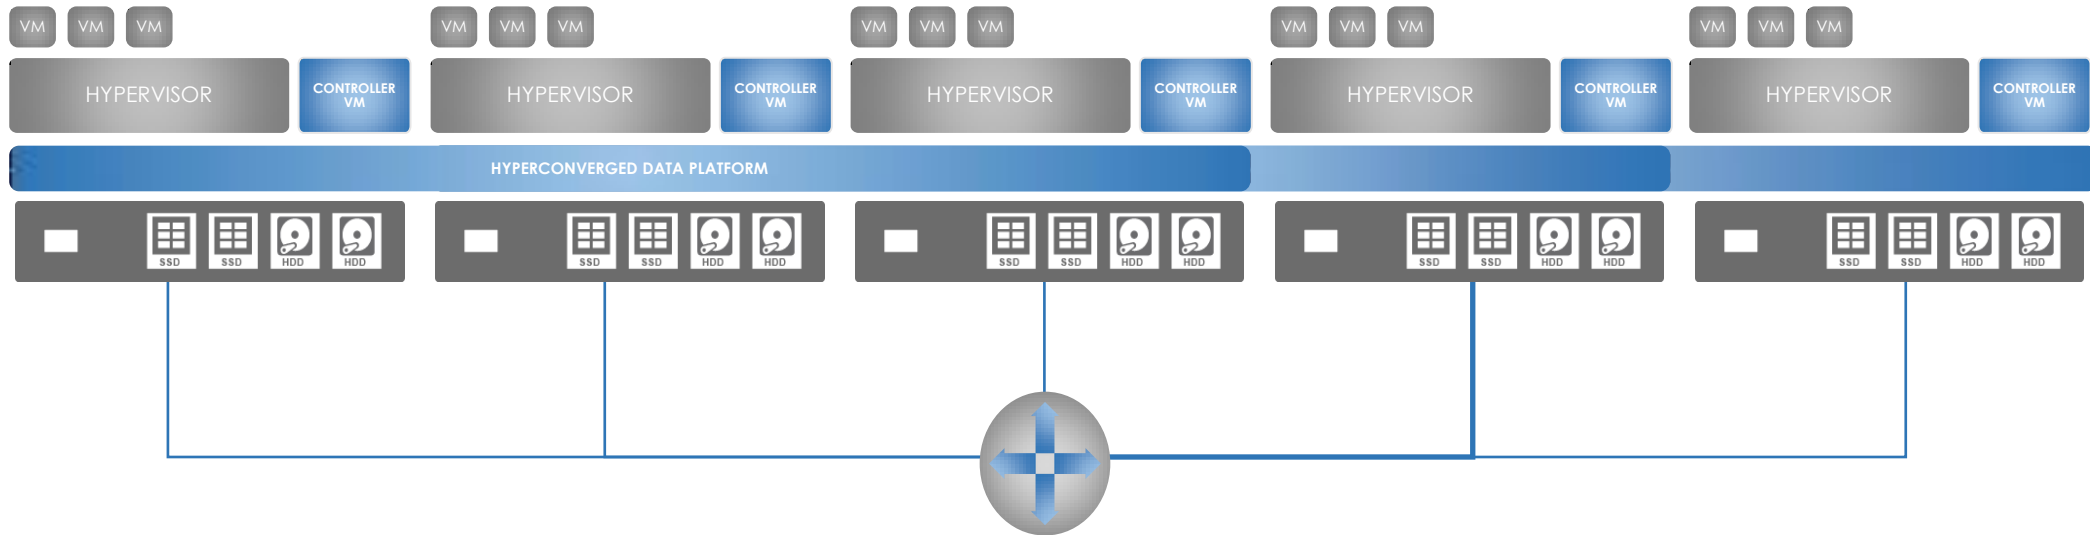 VM VM VM VM VM VM VM VM VM VM VM VM VM VM VM
HYPERVISOR
CONTROLLER
VM
HYPERVISOR
CONTROLLER
VM
HYPERVISOR
CONTROLLER
VM
HYPERVISOR
CONTROLLER
VM
HYPERVISOR
CONTROLLER
VM
HYPERCONVERGED DATA PLATFORM
SSD SSD HDD HDD SSD SSD HDD HDD SSD SSD HDD HDD SSD SSD HDD HDD SSD SSD HDD HDD